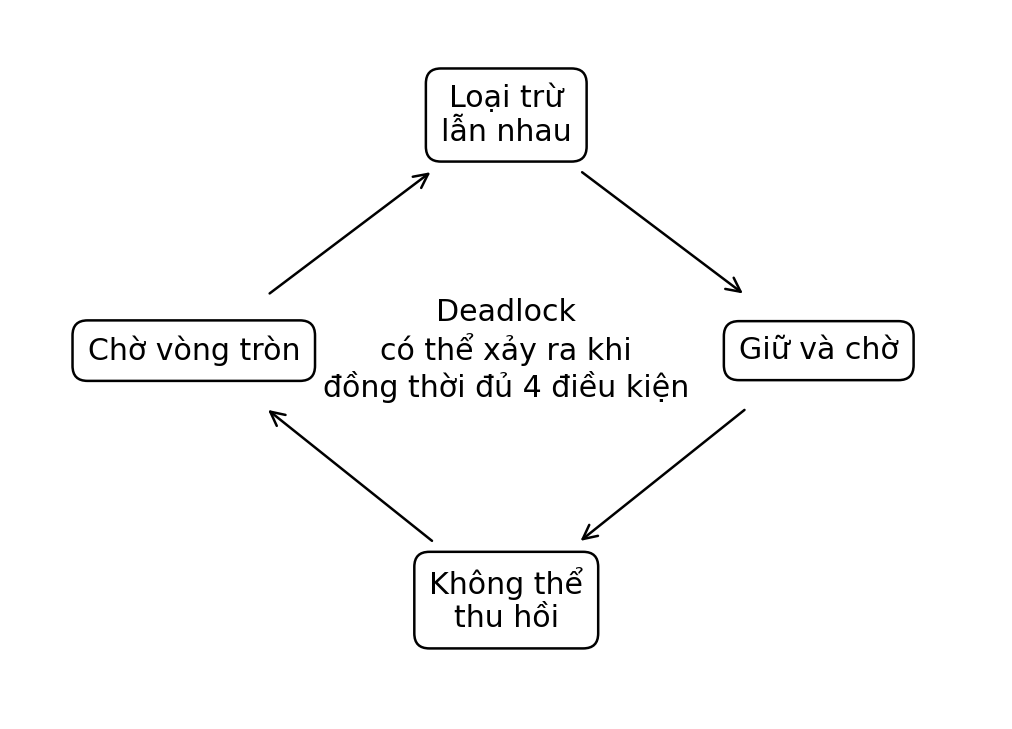 Loại trừ
lẫn nhau
Deadlock
có thể xảy ra khi
đồng thời đủ 4 điều kiện
Chờ vòng tròn
Giữ và chờ
Không thể
thu hồi